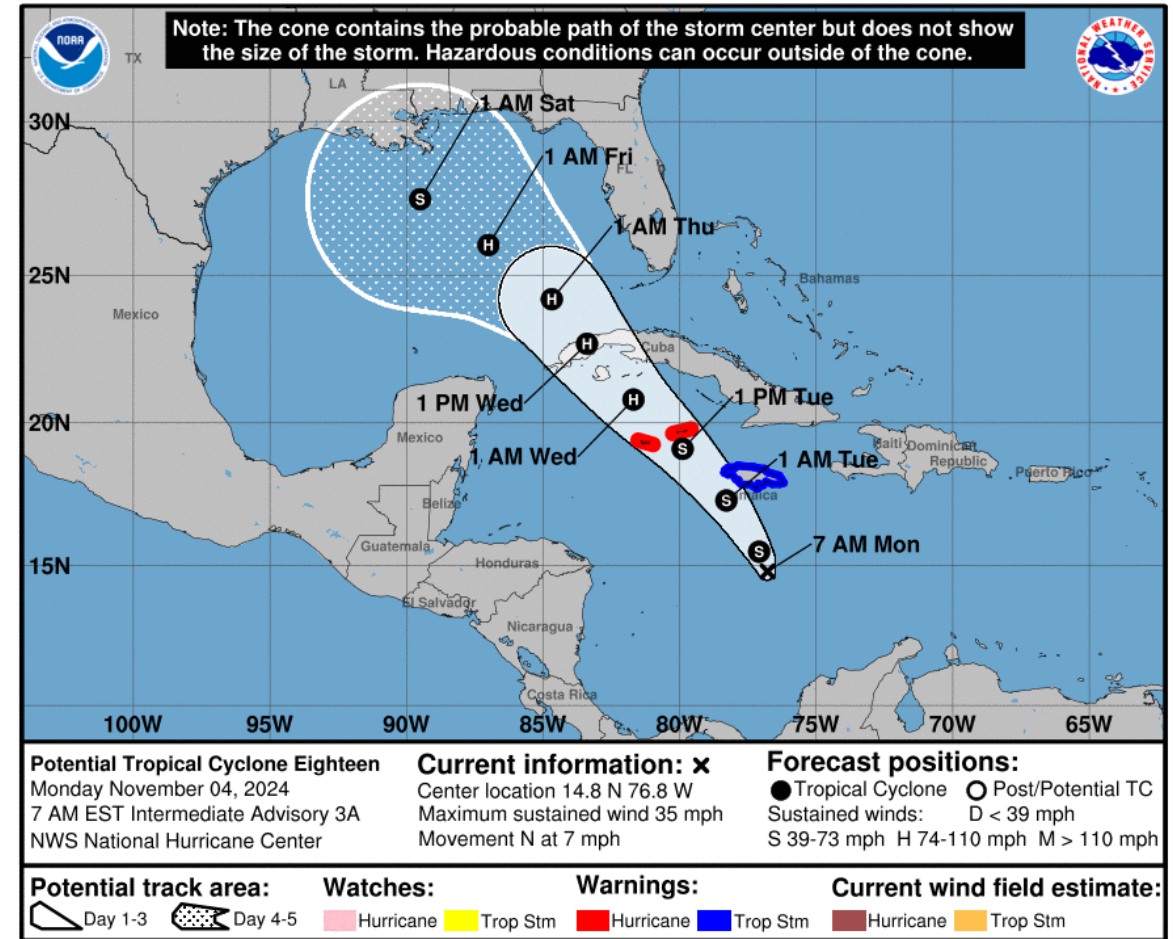 Note: The cone contains the probable path of the storm center but does not show
the size of the storm. Hazardous conditions can occur outside of the cone.
NOAA
NATIONAL WEATHER SERVICE
TX
LA
FL
1 AM Sat
1 AM Fri
1 AM Thu
1 PM Wed
1 AM Wed
1 PM Tue
1 AM Tue
7 AM Mon
S
H
H
H
H
S
S
S
30N
25N
20N
15N
Mexico
Bahamas
Cuba
Mexico
Haiti
Dominican
Republic
Puerto Rico
Jamaica
Belize
Guatemala
Honduras
El Salvador
Nicaragua
Costa Rica
100W
95W
90W
85W
80W
75W
70W
65W
Potential Tropical Cyclone Eighteen
Monday November 04, 2024
7 AM EST Intermediate Advisory 3A
NWS National Hurricane Center
Current information: ×
Center location 14.8 N 76.8 W
Maximum sustained wind 35 mph
Movement N at 7 mph
Forecast positions:
Tropical Cyclone Post/Potential TC
Sustained winds: D < 39 mph
S 39-73 mph H 74-110 mph M > 110 mph
Potential track area:
Day 1-3 Day 4-5
Watches:
Hurricane Trop Stm
Warnings:
Hurricane Trop Stm
Current wind field estimate:
Hurricane Trop Stm